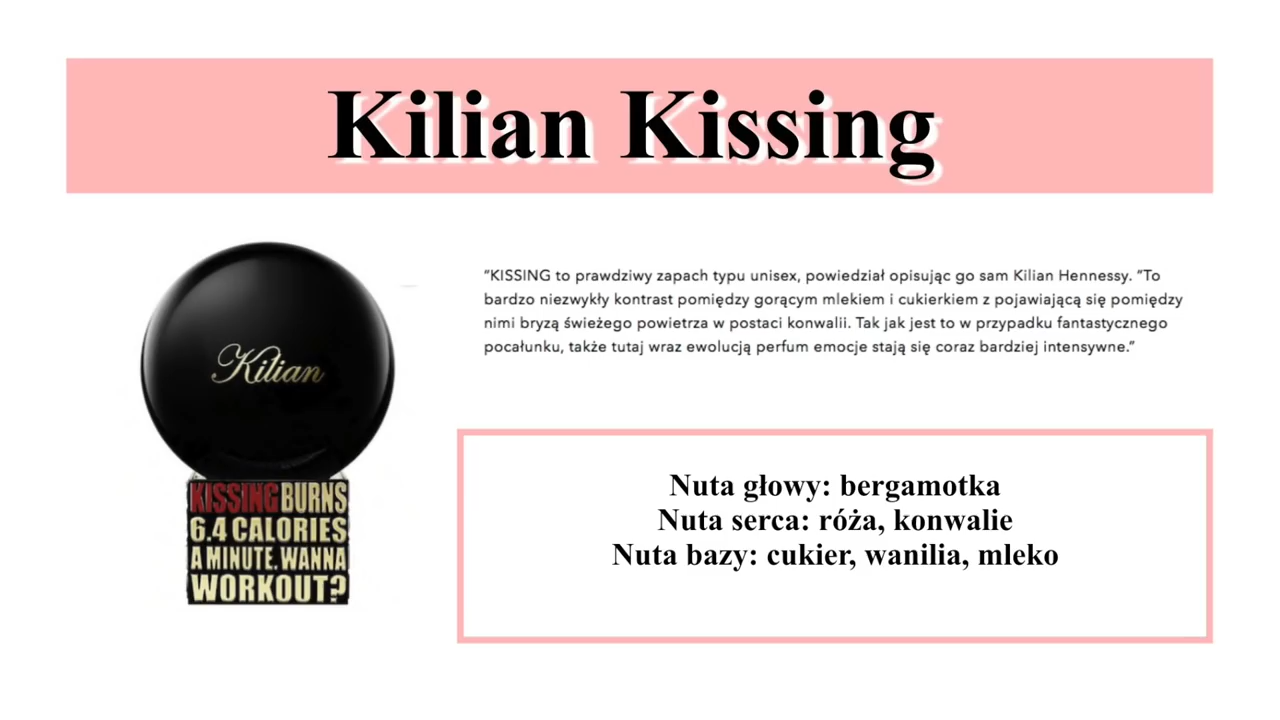 Kilian Kissing
"KISSING to prawdziwy zapach typu unisex, powiedział opisując go sam Kilian Hennessy. "To
bardzo niezwykły kontrast pomiędzy gorącym mlekiem i cukierkiem z pojawiającą się pomiędzy
nimi bryzą świeżego powietrza w postaci konwalii. Tak jak jest to w przypadku fantastycznego
pocałunku, także tutaj wraz ewolucją perfum emocje stają się coraz bardziej intensywne."
Kilian
KISSING BURNS
6.4 CALORIES
A MINUTE. WANNA
WORKOUT?
Nuta głowy: bergamotka
Nuta serca: róża, konwalie
Nuta bazy: cukier, wanilia, mleko